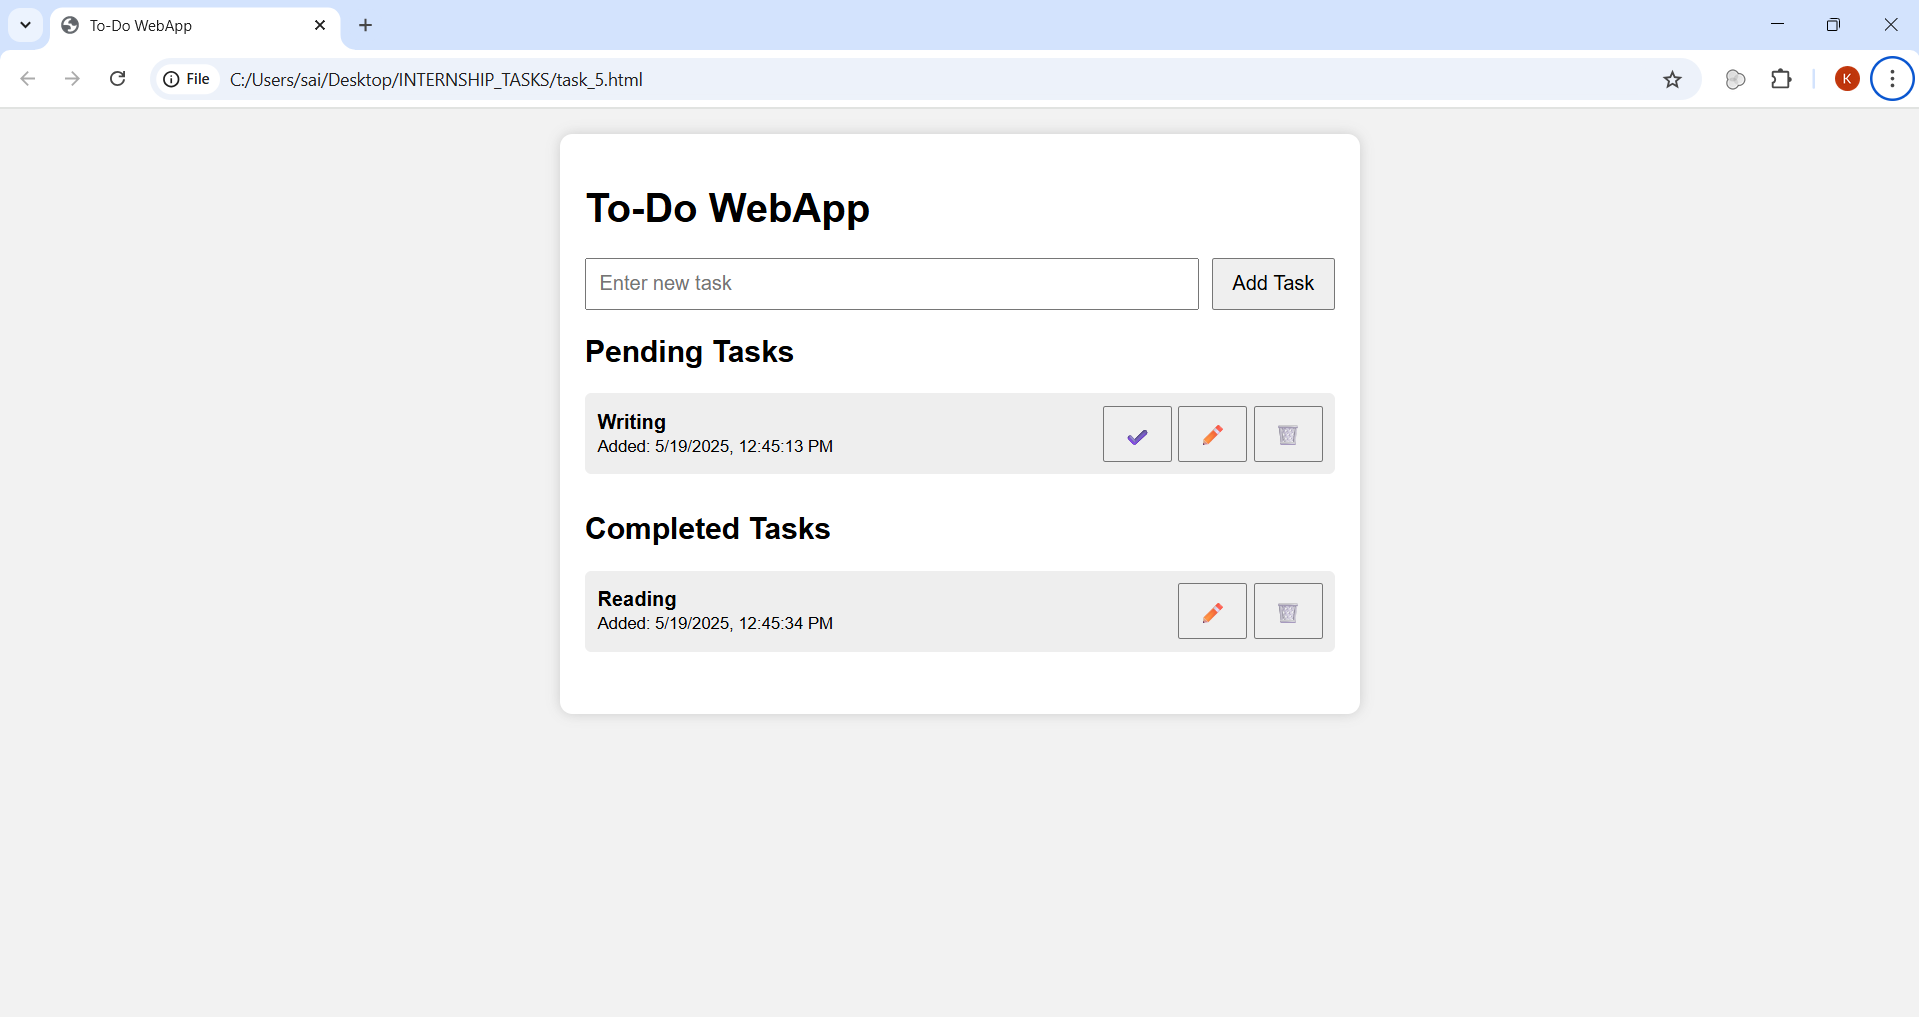 To-Do WebApp
File C:/Users/sai/Desktop/INTERNSHIP_TASKS/task_5.html K
To-Do WebApp
Enter new task Add Task
Pending Tasks
Writing
Added: 5/19/2025, 12:45:13 PM
Completed Tasks
Reading
Added: 5/19/2025, 12:45:34 PM